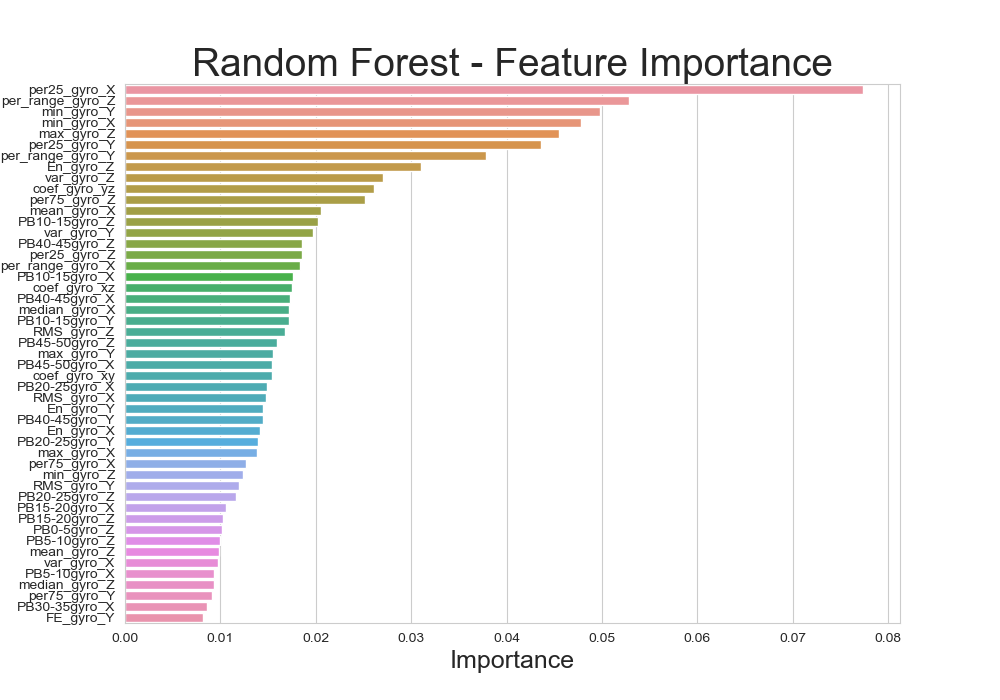 Random Forest - Feature Importance
per25_gyro_X
per_range_gyro_Z
min_gyro_Y
min_gyro_X
max_gyro_Z
per25_gyro_Y
per_range_gyro_Y
En_gyro_Z
var_gyro_Z
coef_gyro_yz
per75_gyro_Z
mean_gyro_X
PB10-15gyro_Z
var_gyro_Y
PB40-45gyro_Z
per25_gyro_Z
per_range_gyro_X
PB10-15gyro_X
coef_gyro_xz
PB40-45gyro_X
median_gyro_X
PB10-15gyro_Y
RMS_gyro_Z
PB45-50gyro_Z
max_gyro_Y
PB45-50gyro_X
coef_gyro_xy
PB20-25gyro_X
RMS_gyro_X
En_gyro_Y
PB40-45gyro_Y
En_gyro_X
PB20-25gyro_Y
max_gyro_X
per75_gyro_X
min_gyro_Z
RMS_gyro_Y
PB20-25gyro_Z
PB15-20gyro_X
PB15-20gyro_Z
PB0-5gyro_Z
PB5-10gyro_Z
mean_gyro_Z
var_gyro_X
PB5-10gyro_X
median_gyro_Z
per75_gyro_Y
PB30-35gyro_X
FE_gyro_Y
0.00 0.01 0.02 0.03 0.04 0.05 0.06 0.07 0.08
Importance